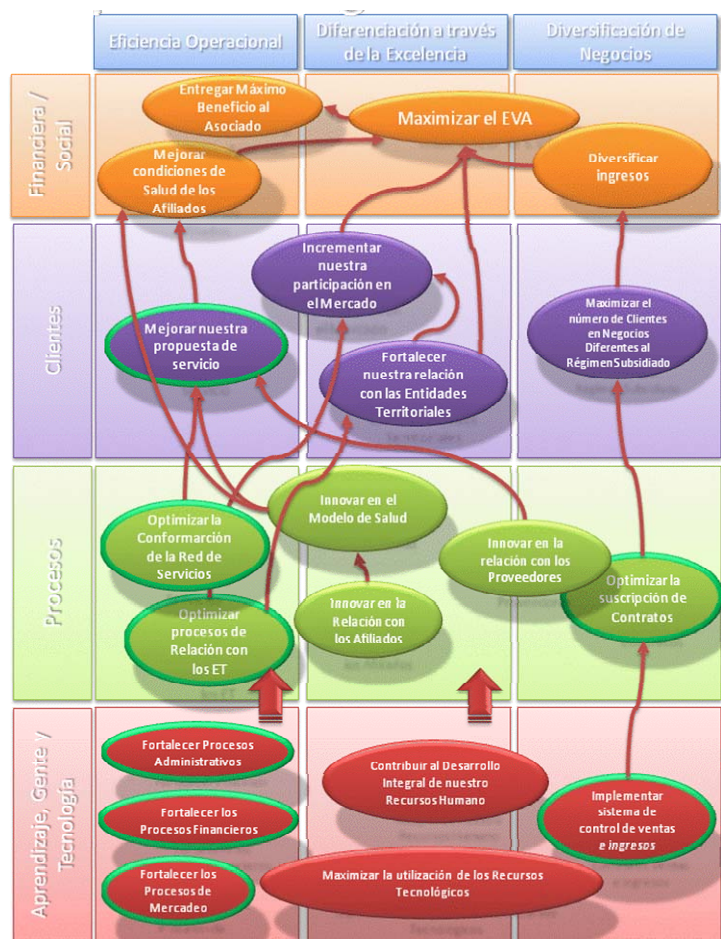 Eficiencia Operacional
Diferenciación a través
de la Excelencia
Diversificación de
Negocios
Financiera /
Social
Entregar Máximo
Beneficio al
Asociado
Maximizar el EVA
Mejorar
condiciones de
Salud de los
Afiliados
Diversificar
ingresos
Clientes
Incrementar
nuestra
participación en
el Mercado
Mejorar nuestra
propuesta de
servicio
Fortalecer
nuestra relación
con las Entidades
Territoriales
Maximizar el
número de Clientes
en Negocios
Diferentes al
Régimen Subsidiado
Procesos
Optimizar la
Conformarción
de la Red de
Servicios
Innovar en el
Modelo de Salud
Innovar en la
relación con los
Proveedores
Optimizar la
suscripción de
Contratos
Optimizar
procesos de
Relación con
los ET
Innovar en la
Relación con
los Afiliados
Aprendizaje, Gente y
Tecnología
Fortalecer Procesos
Administrativos
Contribuir al Desarrollo
Integral de nuestro
Recursos Humano
Implementar
sistema de
control de ventas
e ingresos
Fortalecer los
Procesos Financieros
Fortalecer los
Procesos de
Mercadeo
Maximizar la utilización de los Recursos
Tecnológicos